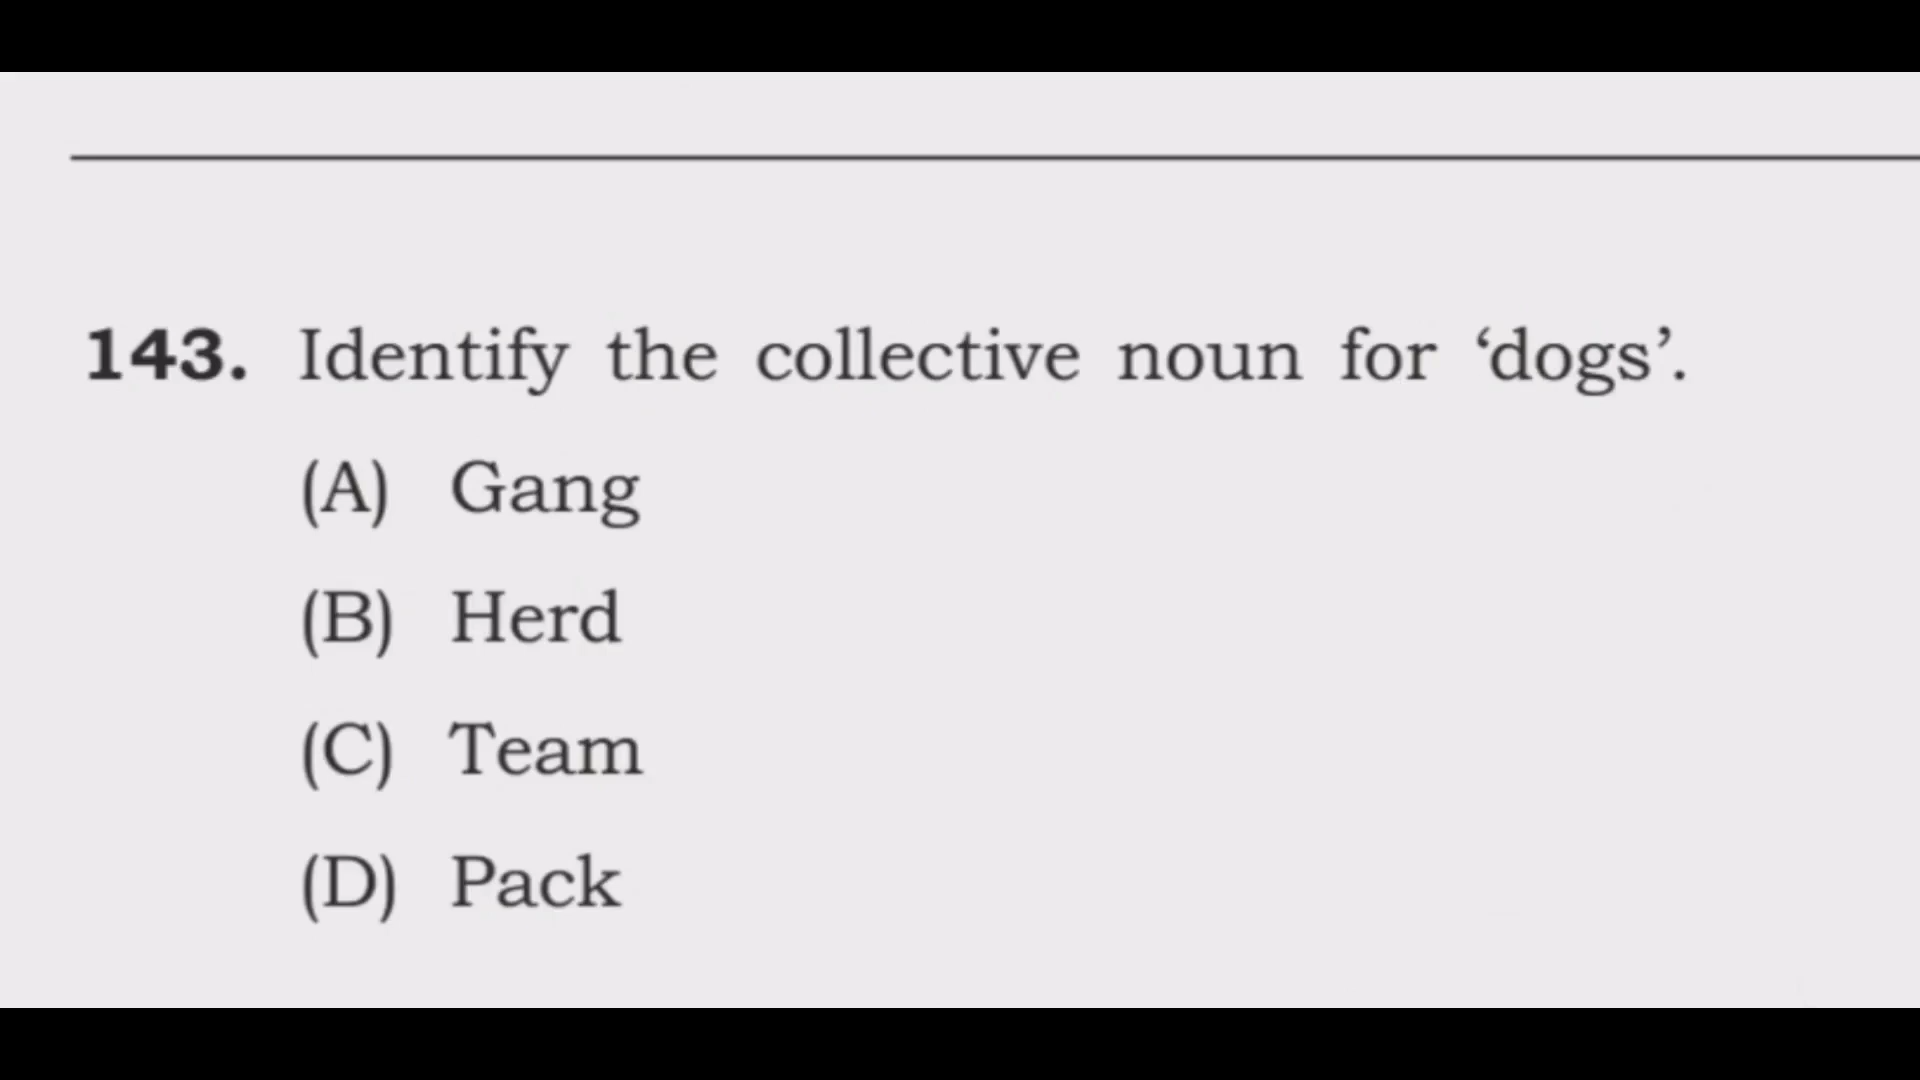 143. Identify the collective noun for ‘dogs’.
(A) Gang
(B) Herd
(C) Team
(D) Pack